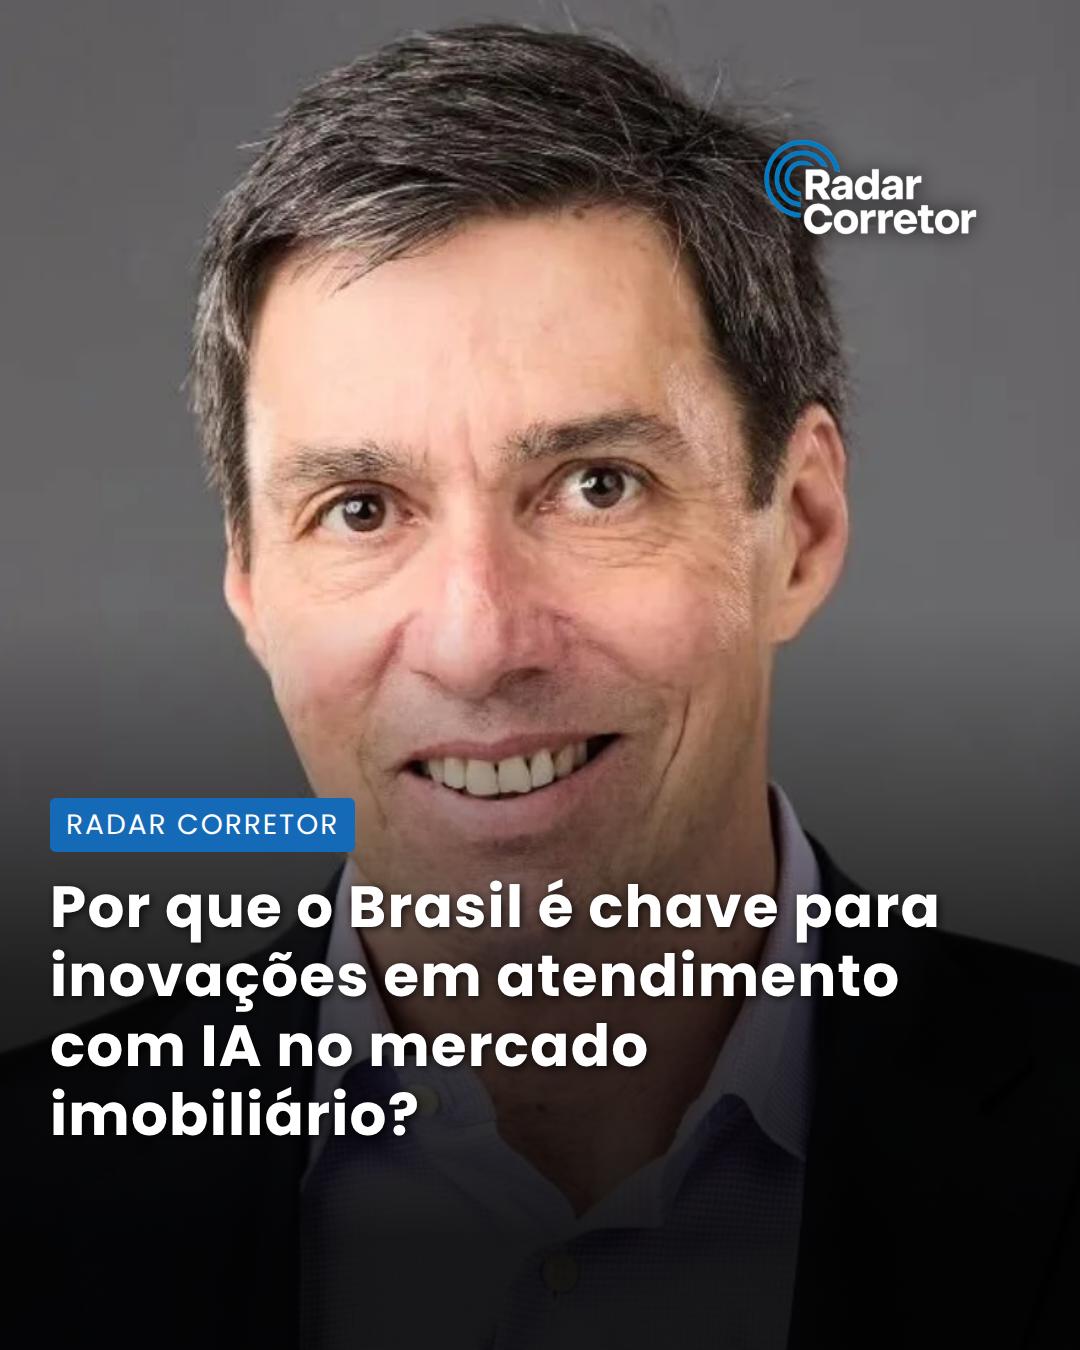 Radar
Corretor
RADAR CORRETOR
Por que o Brasil é chave para
inovações em atendimento
com IA no mercado
imobiliário?